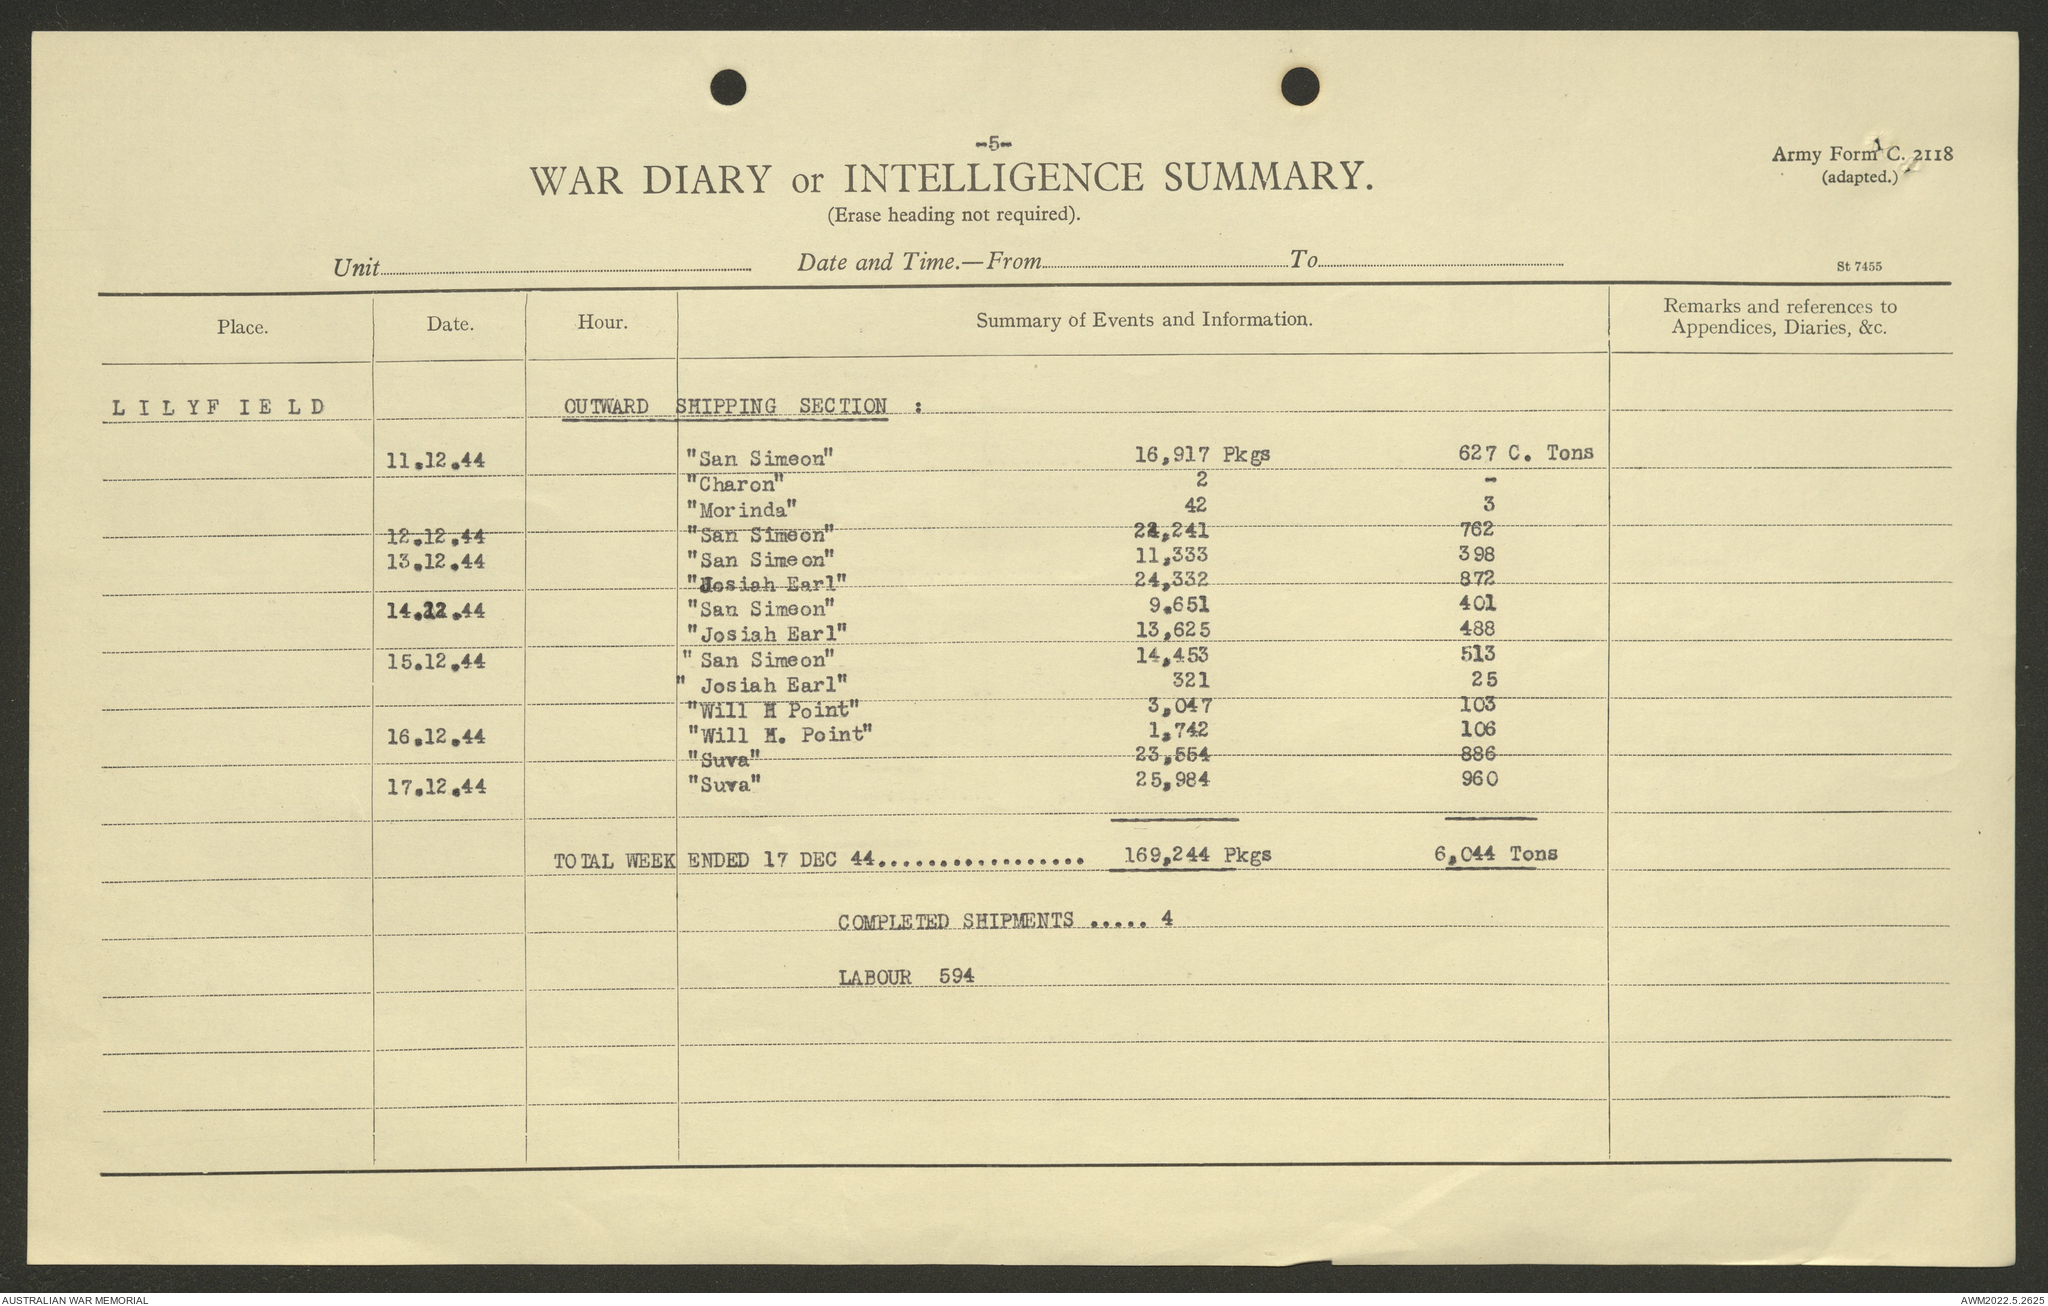 -5-
WAR DIARY or INTELLIGENCE SUMMARY.
(Erase heading not required).
Army Form C. 2118
(adapted.)
Unit Date and Time.—From To
St 7455
Place. Date. Hour. Summary of Events and Information. Remarks and references to Appendices, Diaries, &c.
LILYFIELD OUTWARD SHIPPING SECTION :
11.12.44 "San Simeon" 16,917 Pkgs 627 C. Tons
"Charon" 2 -
"Morinda" 42 3
12.12.44 "San Simeon" 24,241 762
13.12.44 "San Simeon" 11,333 398
"Josiah Earl" 24,332 872
14.12.44 "San Simeon" 9.651 401
"Josiah Earl" 13,625 488
15.12.44 " San Simeon" 14,453 513
" Josiah Earl" 321 25
"Will H Point" 3,047 103
16.12.44 "Will H. Point" 1,742 106
"Suva" 23,554 886
17.12.44 "Suva" 25,984 960
TOTAL WEEK ENDED 17 DEC 44................. 169,244 Pkgs 6,044 Tons
COMPLETED SHIPMENTS ..... 4
LABOUR 594
AUSTRALIAN WAR MEMORIAL AWM2022.5.2625